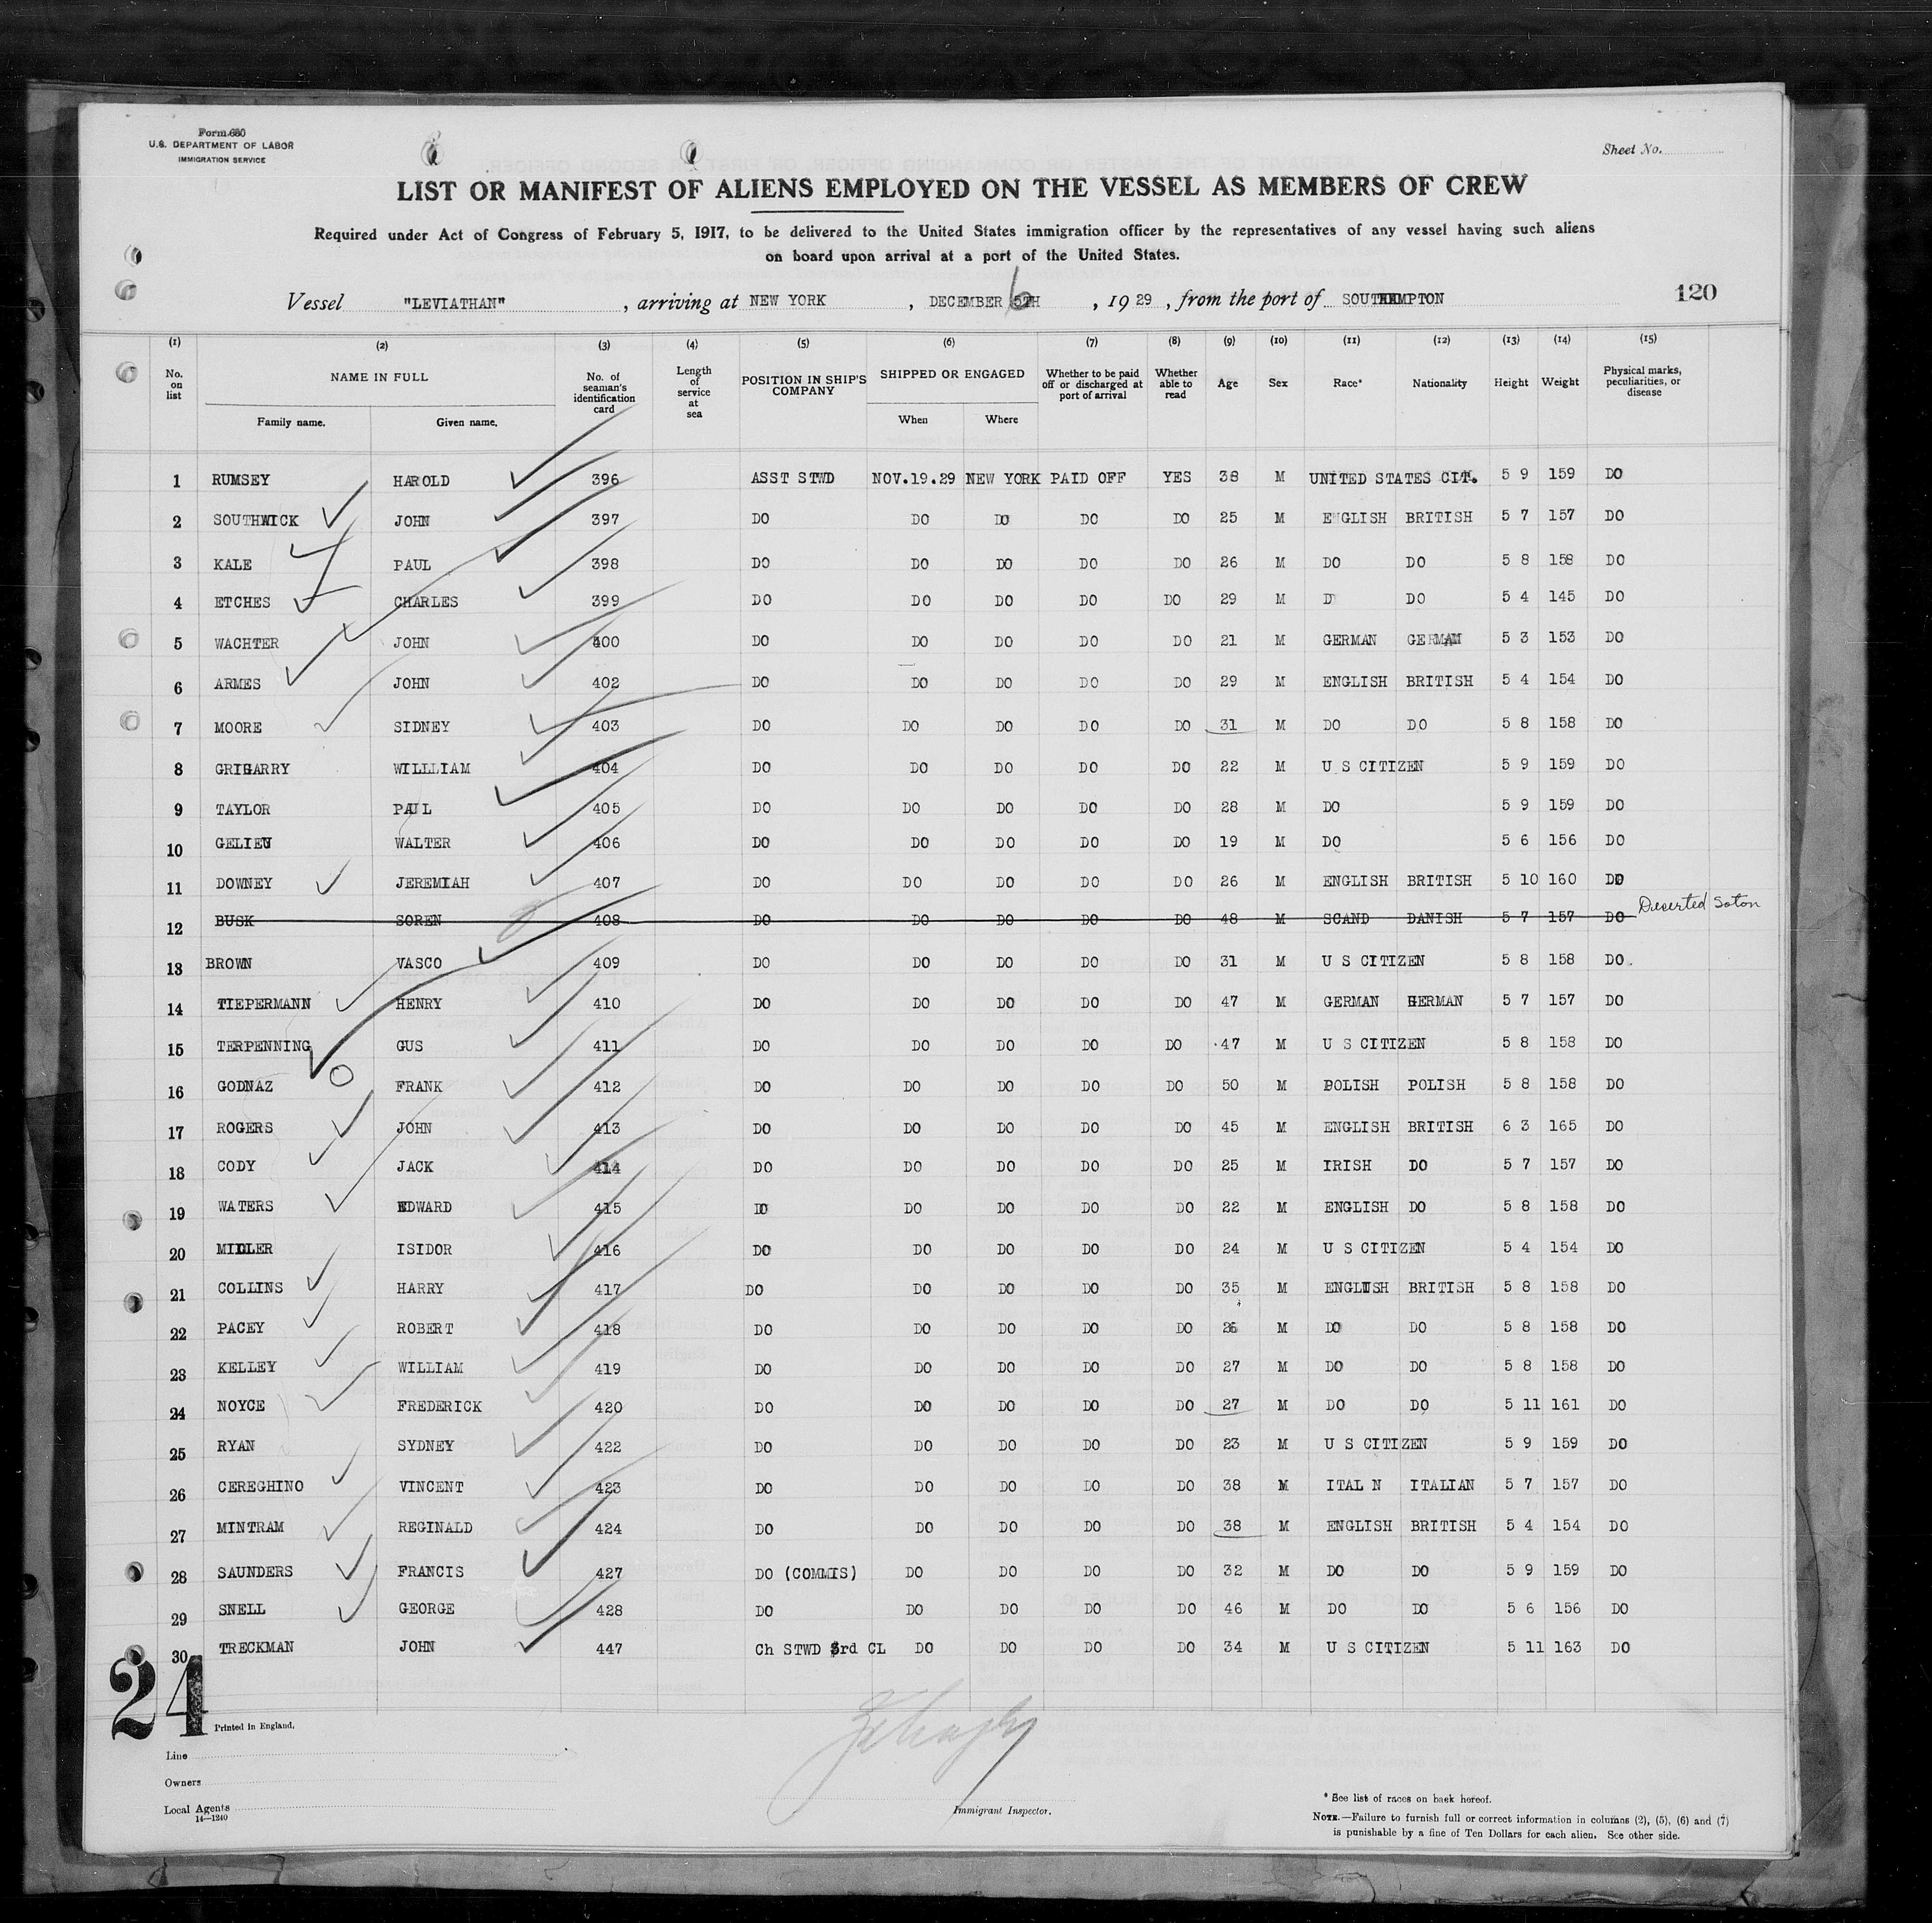 Form 680
U.S. DEPARTMENT OF LABOR
IMMIGRATION SERVICE
Sheet No.
LIST OR MANIFEST OF ALIENS EMPLOYED ON THE VESSEL AS MEMBERS OF CREW
Required under Act of Congress of February 5, 1917, to be delivered to the United States immigration officer by the representatives of any vessel having such aliens
on board upon arrival at a port of the United States.
Vessel "LEVIATHAN", arriving at NEW YORK, DECEMBER 6TH, 1929, from the port of SOUTHAMPTON 120
(1) (2) (3) (4) (5) (6) (7) (8) (9) (10) (11) (12) (13) (14) (15)
No. on list NAME IN FULL Family name. Given name. No. of seaman's identification card Length of service at sea POSITION IN SHIP'S COMPANY SHIPPED OR ENGAGED When Where Whether to be paid off or discharged at port of arrival Whether able to read Age Sex Race* Nationality Height Weight Physical marks, peculiarities, or disease
1 RUMSEY HAROLD 396 ASST STWD NOV.19.29 NEW YORK PAID OFF YES 38 M UNITED STATES CIT. 5 9 159 DO
2 SOUTHWICK JOHN 397 DO DO DO DO DO 25 M ENGLISH BRITISH 5 7 157 DO
3 KALE PAUL 398 DO DO DO DO DO 26 M DO DO 5 8 158 DO
4 ETCHES CHARLES 399 DO DO DO DO DO 29 M D DO 5 4 145 DO
5 WACHTER JOHN 400 DO DO DO DO DO 21 M GERMAN GERMAN 5 3 153 DO
6 ARMES JOHN 402 DO DO DO DO DO 29 M ENGLISH BRITISH 5 4 154 DO
7 MOORE SIDNEY 403 DO DO DO DO DO 31 M DO DO 5 8 158 DO
8 GRIGARRY WILLLIAM 404 DO DO DO DO DO 22 M U S CITIZEN 5 9 159 DO
9 TAYLOR PAUL 405 DO DO DO DO DO 28 M DO 5 9 159 DO
10 GELIEU WALTER 406 DO DO DO DO DO 19 M DO 5 6 156 DO
11 DOWNEY JEREMIAH 407 DO DO DO DO DO 26 M ENGLISH BRITISH 5 10 160 DO
12 BUSK SOREN 408 DO DO DO DO DO 48 M SCAND DANISH 5 7 157 DO Deserted Soton
13 BROWN VASCO 409 DO DO DO DO DO 31 M U S CITIZEN 5 8 158 DO.
14 TIEPERMANN HENRY 410 DO DO DO DO DO 47 M GERMAN GERMAN 5 7 157 DO
15 TERPENNING GUS 411 DO DO DO DO DO 47 M U S CITIZEN 5 8 158 DO
16 GODNAZ FRANK 412 DO DO DO DO DO 50 M POLISH POLISH 5 8 158 DO
17 ROGERS JOHN 413 DO DO DO DO DO 45 M ENGLISH BRITISH 6 3 165 DO
18 CODY JACK 414 DO DO DO DO DO 25 M IRISH DO 5 7 157 DO
19 WATERS EDWARD 415 DO DO DO DO DO 22 M ENGLISH DO 5 8 158 DO
20 MIDLER ISIDOR 416 DO DO DO DO DO 24 M U S CITIZEN 5 4 154 DO
21 COLLINS HARRY 417 DO DO DO DO DO 35 M ENGLISH BRITISH 5 8 158 DO
22 PACEY ROBERT 418 DO DO DO DO DO 26 M DO DO 5 8 158 DO
23 KELLEY WILLIAM 419 DO DO DO DO DO 27 M DO DO 5 8 158 DO
24 NOYCE FREDERICK 420 DO DO DO DO DO 27 M DO DO 5 11 161 DO
25 RYAN SYDNEY 422 DO DO DO DO DO 23 M U S CITIZEN 5 9 159 DO
26 CEREGHINO VINCENT 423 DO DO DO DO DO 38 M ITAL N ITALIAN 5 7 157 DO
27 MINTRAM REGINALD 424 DO DO DO DO DO 38 M ENGLISH BRITISH 5 4 154 DO
28 SAUNDERS FRANCIS 427 DO (COMMIS) DO DO DO DO 32 M DO DO 5 9 159 DO
29 SNELL GEORGE 428 DO DO DO DO DO 46 M DO DO 5 6 156 DO
30 TRECKMAN JOHN 447 Ch STWD 3rd CL DO DO DO DO 34 M U S CITIZEN 5 11 163 DO
24
Printed in England.
Line
Owners
Local Agents
14—1240
Immigrant Inspector.
* See list of races on back hereof.
NOTE.—Failure to furnish full or correct information in columns (2), (5), (6) and (7)
is punishable by a fine of Ten Dollars for each alien. See other side.